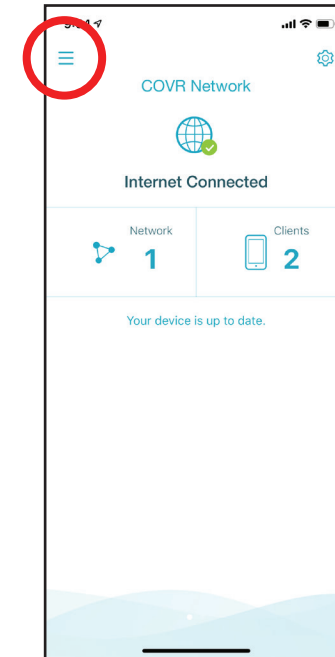 COVR Network
Internet Connected
Network
1
Clients
2
Your device is up to date.